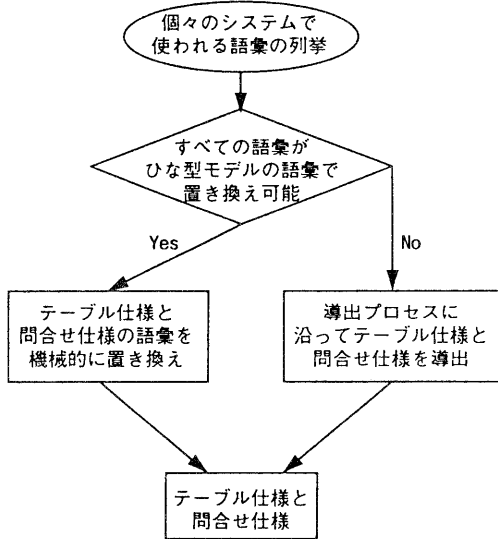 個々のシステムで
使われる語彙の列挙
すべての語彙が
ひな型モデルの語彙で
置き換え可能
Yes
No
テーブル仕様と
問合せ仕様の語彙を
機械的に置き換え
導出プロセスに
沿ってテーブル仕様と
問合せ仕様を導出
テーブル仕様と
問合せ仕様